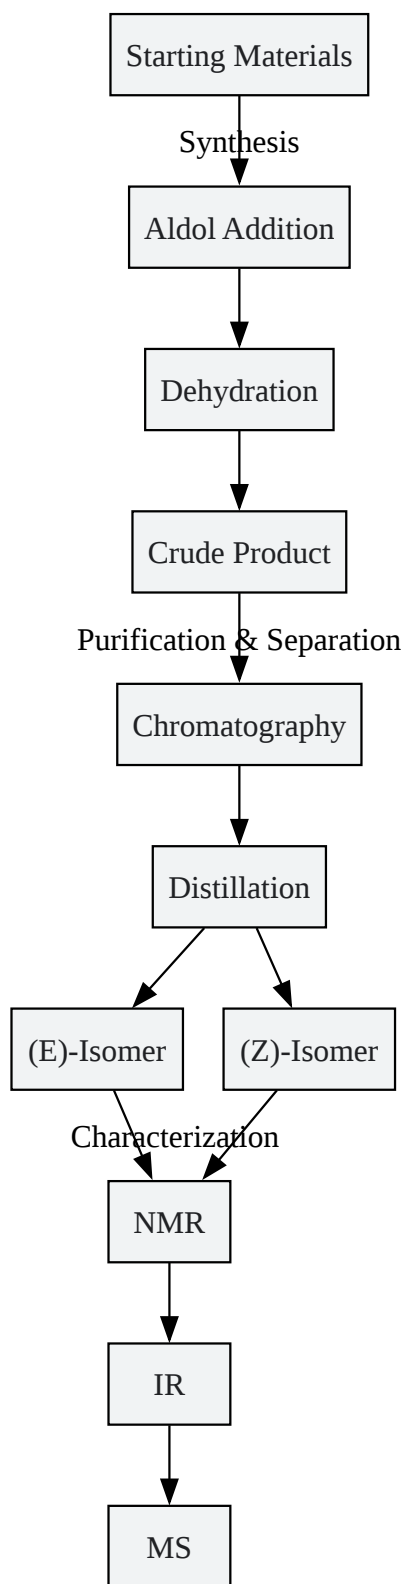 Starting Materials
Synthesis
Aldol Addition
Dehydration
Crude Product
Purification & Separation
Chromatography
Distillation
(E)-Isomer
(Z)-Isomer
Characterization
NMR
IR
MS